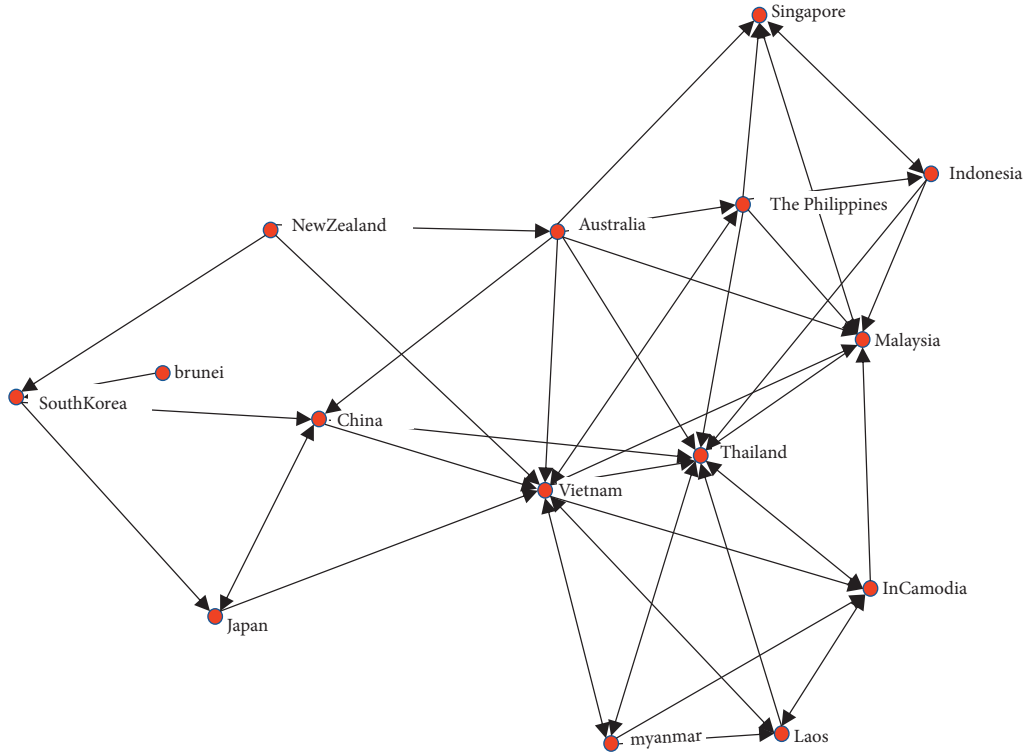 Singapore
Indonesia
The Philippines
NewZealand
Australia
Malaysia
brunei
SouthKorea
China
Thailand
Vietnam
InCamodia
Japan
myanmar
Laos